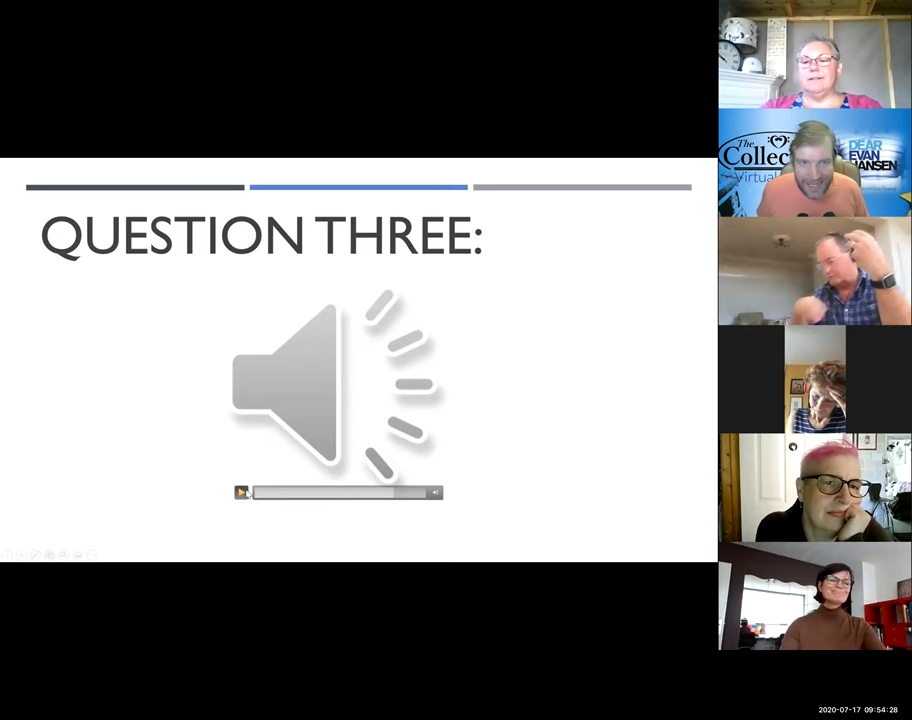 QUESTION THREE:
The
Collec
Virtual
DEAR
EVAN
HANSEN
2020-07-17 09:54:28